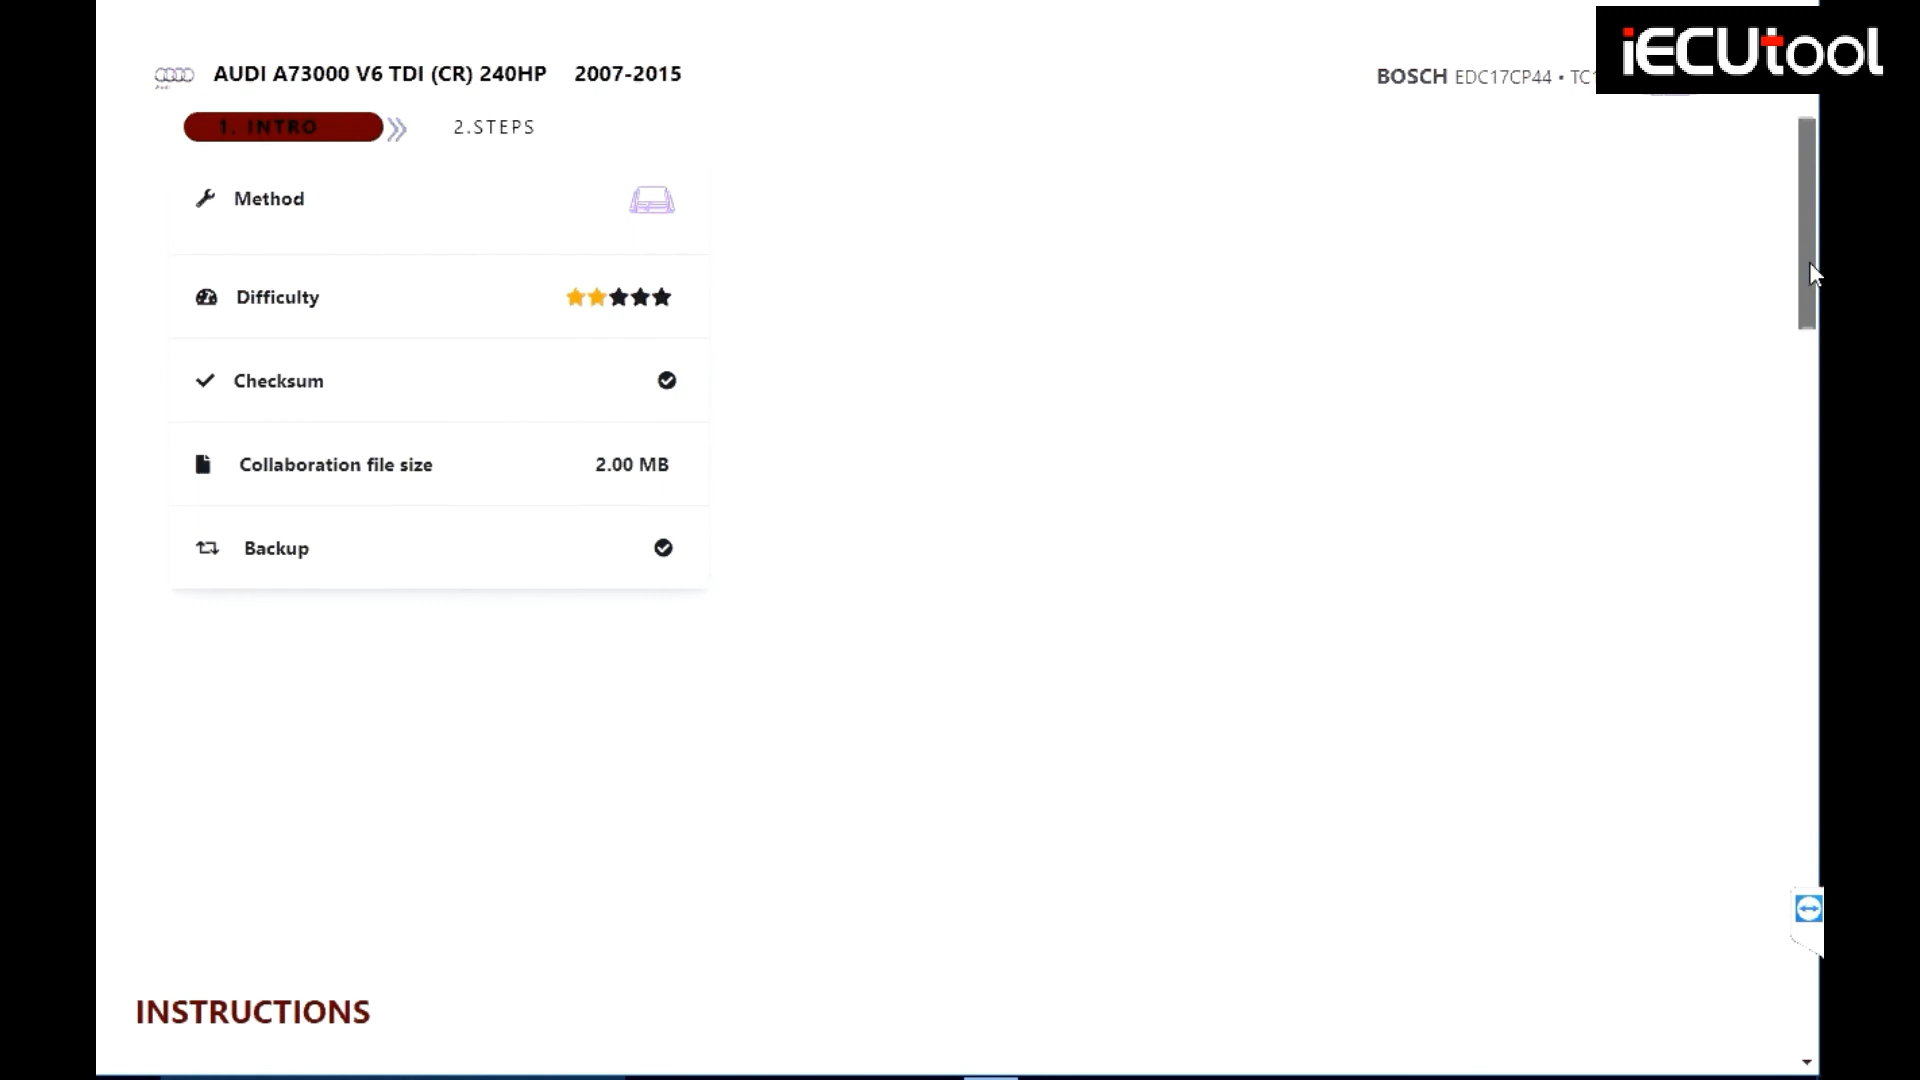 iECUtool
AUDI A73000 V6 TDI (CR) 240HP 2007-2015
BOSCH EDC17CP44 •
1. INTRO 2.STEPS
Method
Difficulty
Checksum
Collaboration file size 2.00 MB
Backup
INSTRUCTIONS